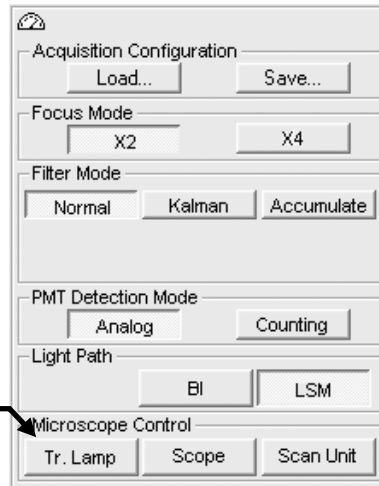 Acquisition Configuration
Load... Save...
Focus Mode
X2 X4
Filter Mode
Normal Kalman Accumulate
PMT Detection Mode
Analog Counting
Light Path
BI LSM
Microscope Control
Tr. Lamp Scope Scan Unit